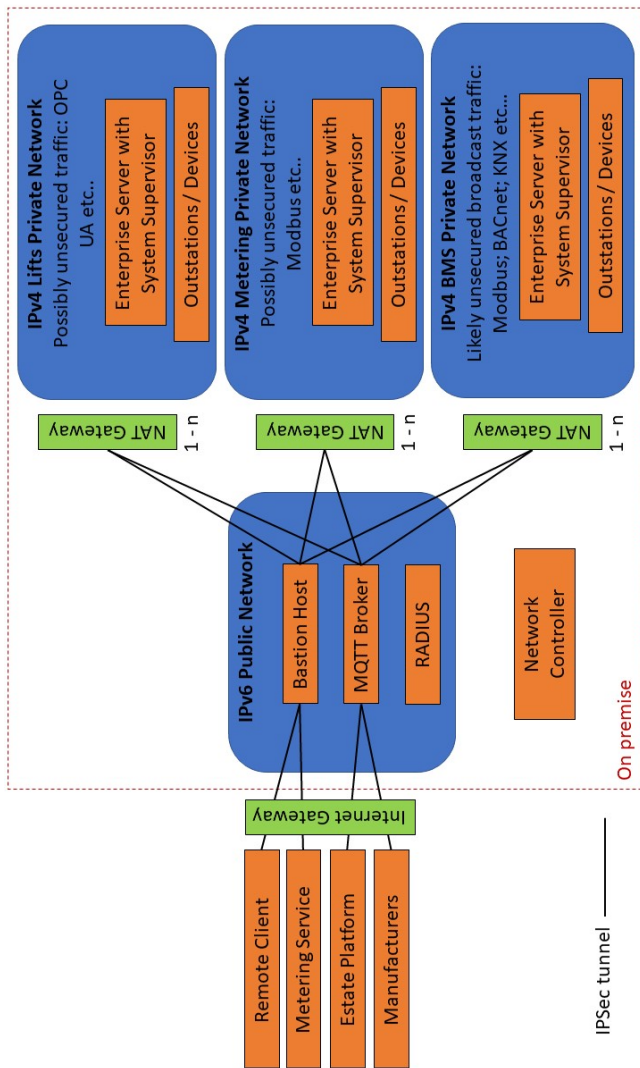 Remote Client
Metering Service
Estate Platform
Manufacturers
Internet Gateway
IPSec tunnel
On premise
IPv6 Public Network
Bastion Host
MQTT Broker
RADIUS
Network
Controller
NAT Gateway
1 - n
NAT Gateway
1 - n
NAT Gateway
1 - n
IPv4 Lifts Private Network
Possibly unsecured traffic: OPC
UA etc..
Enterprise Server with
System Supervisor
Outstations / Devices
IPv4 Metering Private Network
Possibly unsecured traffic:
Modbus etc..
Enterprise Server with
System Supervisor
Outstations / Devices
IPv4 BMS Private Network
Likely unsecured broadcast traffic:
Modbus; BACnet; KNX etc...
Enterprise Server with
System Supervisor
Outstations / Devices